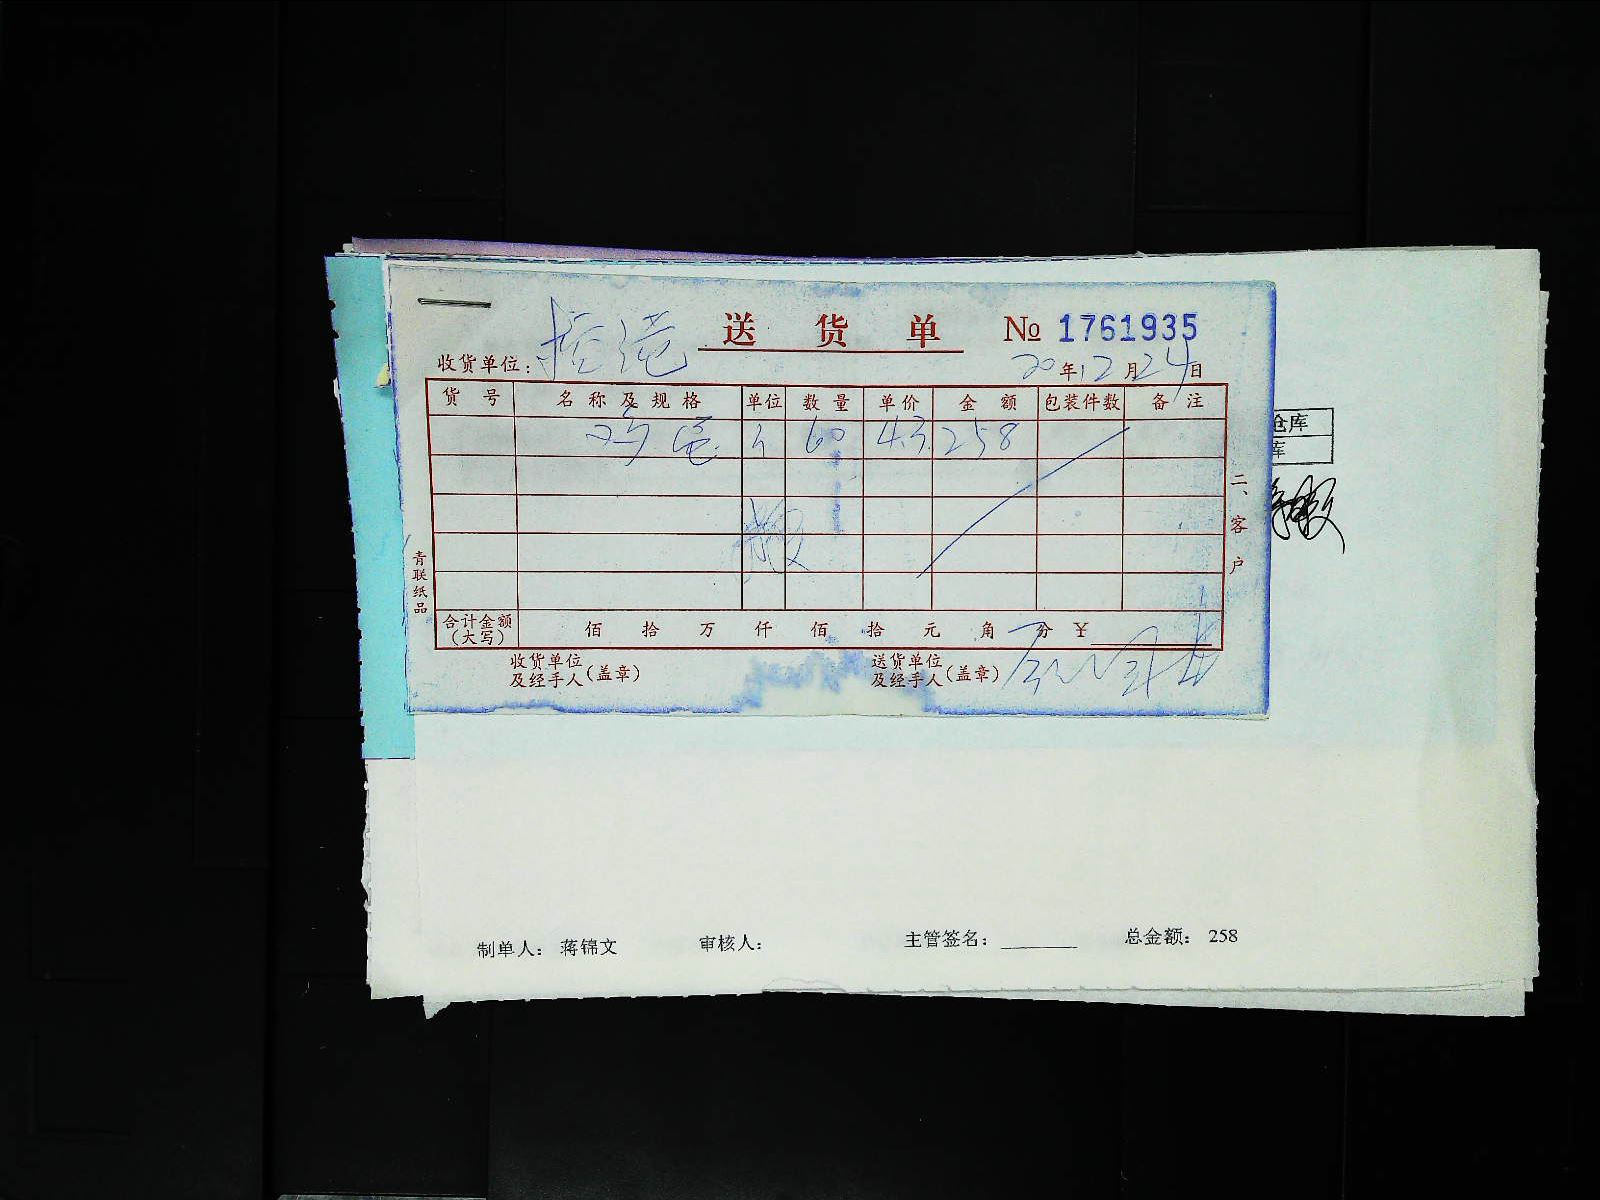 送货单 № 1761935
收货单位：
20年12月24日
货号 名称及规格 单位 数量 单价 金额 包装件数 备注
鸡蛋 斤 60 4.3 258
二、客户
青联纸品
合计金额（大写） 佰 拾 万 仟 佰 拾 元 角 分 ¥
收货单位及经手人（盖章） 送货单位及经手人（盖章）
仓库
库
制单人： 蒋锦文 审核人： 主管签名： 总金额： 258